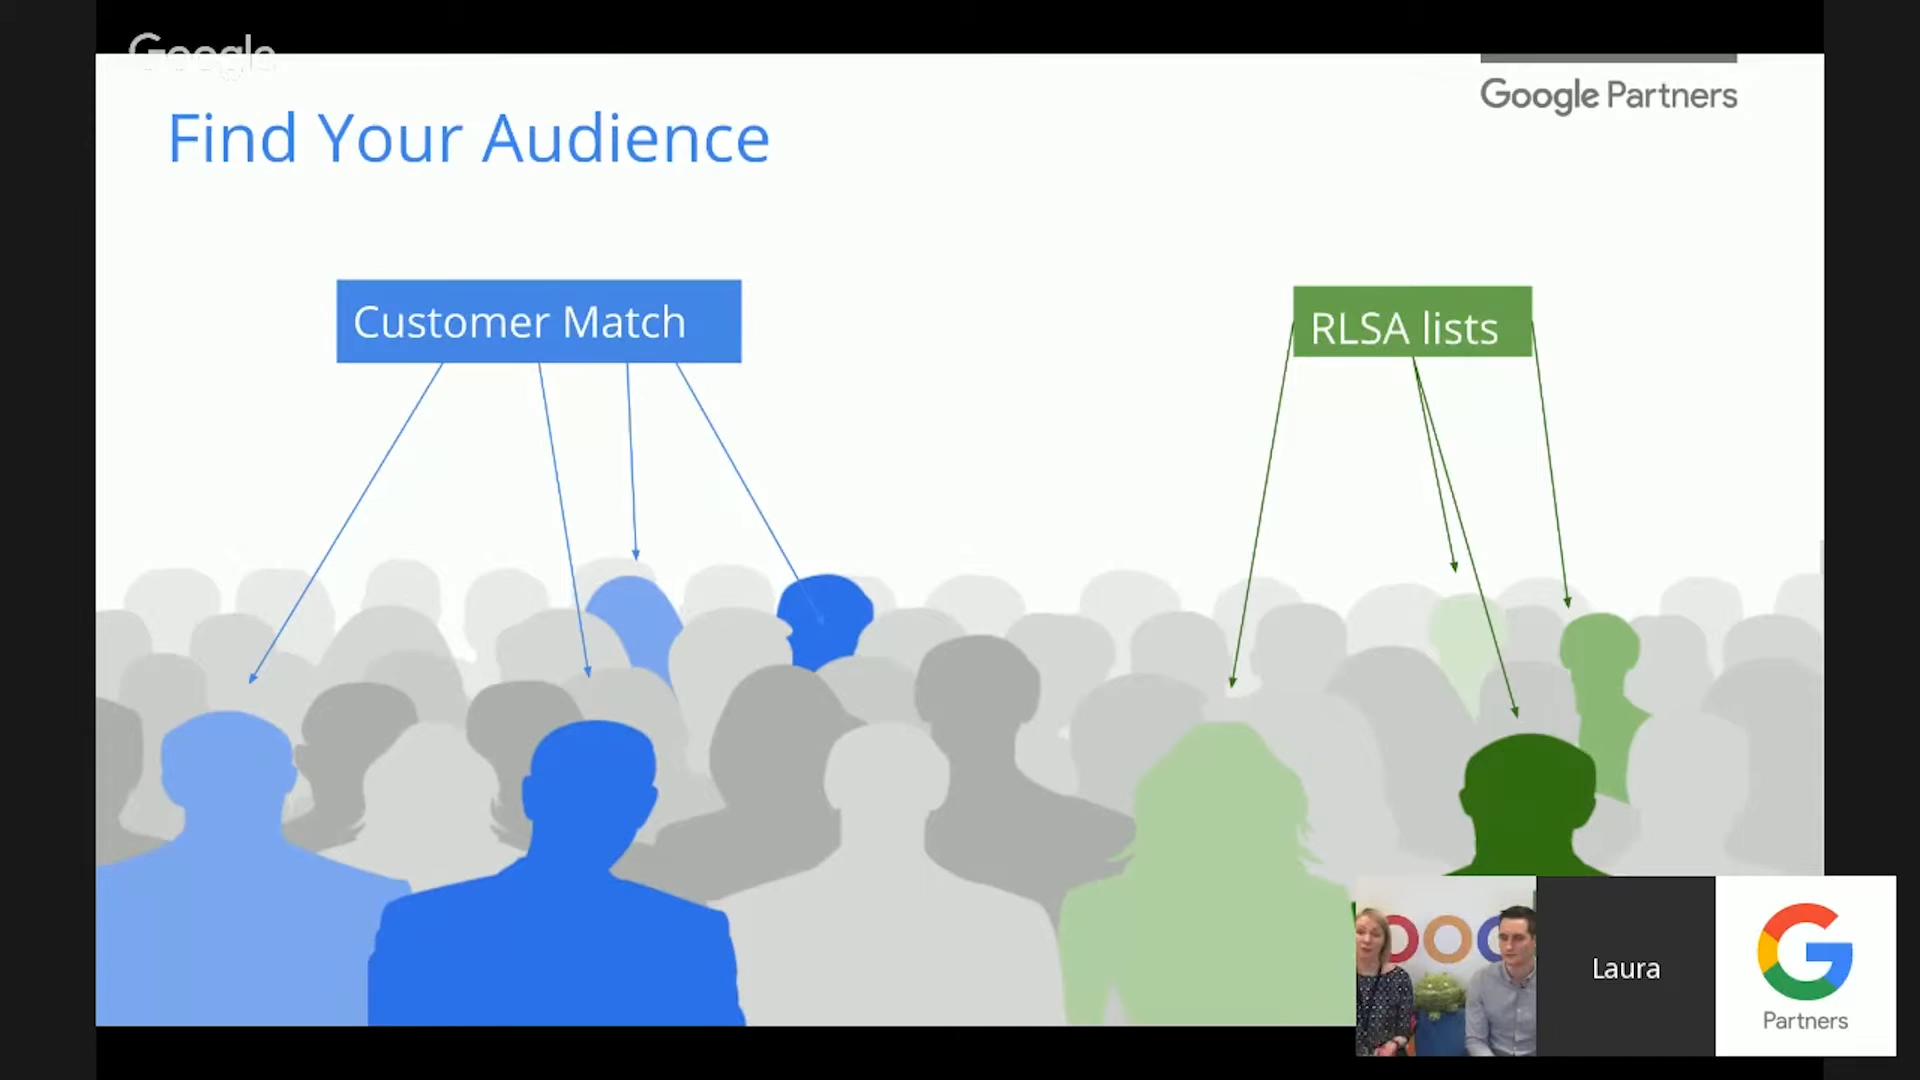 Google
Google Partners
Find Your Audience
Customer Match
RLSA lists
Laura
Partners